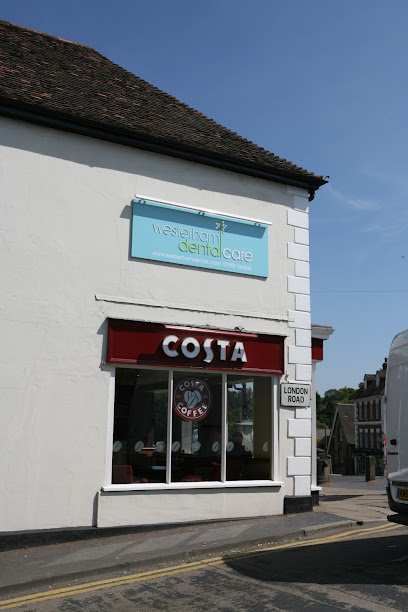 westerham
dental care
COSTA
COSTA
COFFEE
LONDON
ROAD